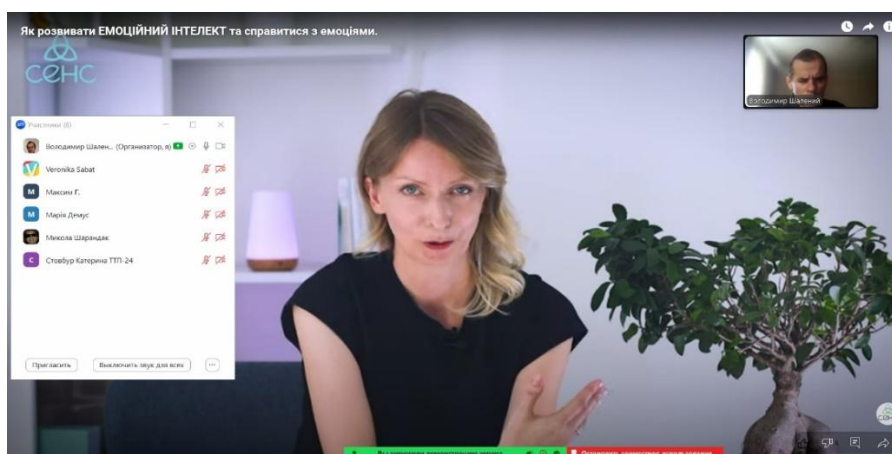 Як розвивати ЕМОЦІЙНИЙ ІНТЕЛЕКТ та справитися з емоціями.
сенс
Володимир Шалений
Участники (6)
Володимир Шален... (Организатор, я)
Veronika Sabat
М Максим Г.
М Марія Демус
Микола Шарандак
С Стовбур Катерина ТТП-24
Пригласить
Выключить звук для всех